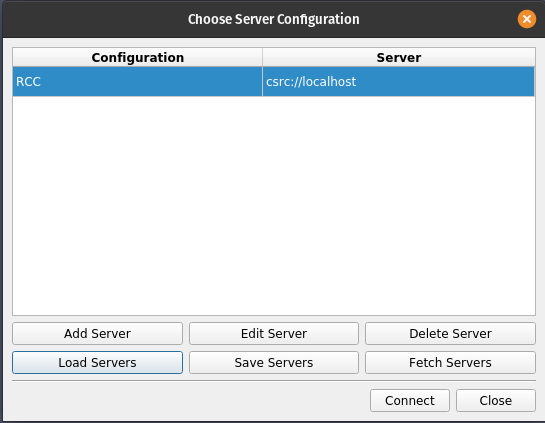 Choose Server Configuration
Configuration Server
RCC csrc://localhost
Add Server Edit Server Delete Server
Load Servers Save Servers Fetch Servers
Connect Close